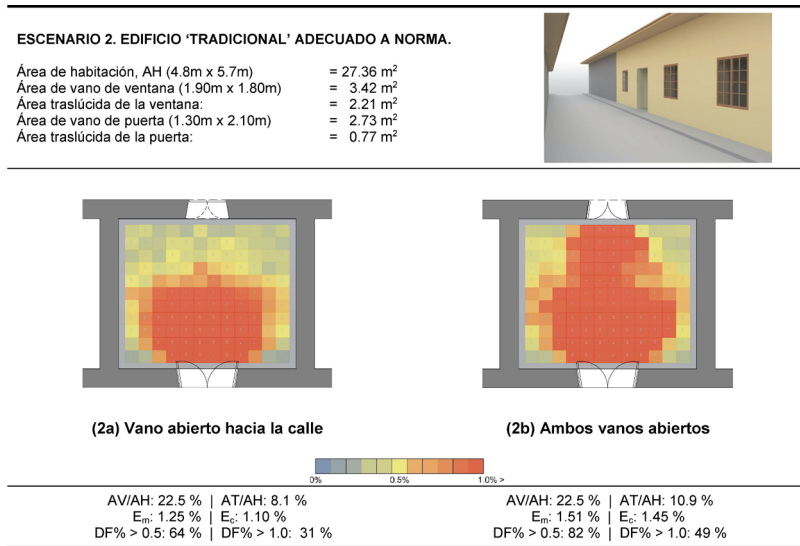 ESCENARIO 2. EDIFICIO ‘TRADICIONAL’ ADECUADO A NORMA.
Área de habitación, AH (4.8m x 5.7m) = 27.36 m²
Área de vano de ventana (1.90m x 1.80m) = 3.42 m²
Área traslúcida de la ventana: = 2.21 m²
Área de vano de puerta (1.30m x 2.10m) = 2.73 m²
Área traslúcida de la puerta: = 0.77 m²
(2a) Vano abierto hacia la calle
(2b) Ambos vanos abiertos
0% 0.5% 1.0% >
AV/AH: 22.5 % | AT/AH: 8.1 %
Em: 1.25 % | Ec: 1.10 %
DF% > 0.5: 64 % | DF% > 1.0: 31 %
AV/AH: 22.5 % | AT/AH: 10.9 %
Em: 1.51 % | Ec: 1.45 %
DF% > 0.5: 82 % | DF% > 1.0: 49 %